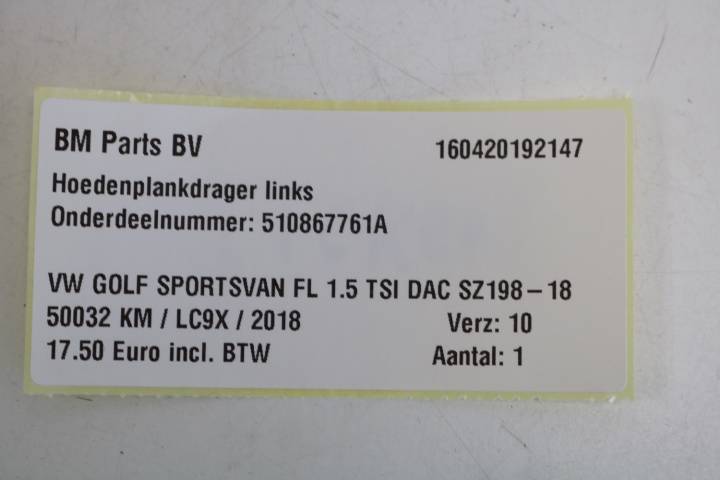 BM Parts BV 160420192147
Hoedenplankdrager links
Onderdeelnummer: 510867761A
VW GOLF SPORTSVAN FL 1.5 TSI DAC SZ198-18
50032 KM / LC9X / 2018 Verz: 10
17.50 Euro incl. BTW Aantal: 1